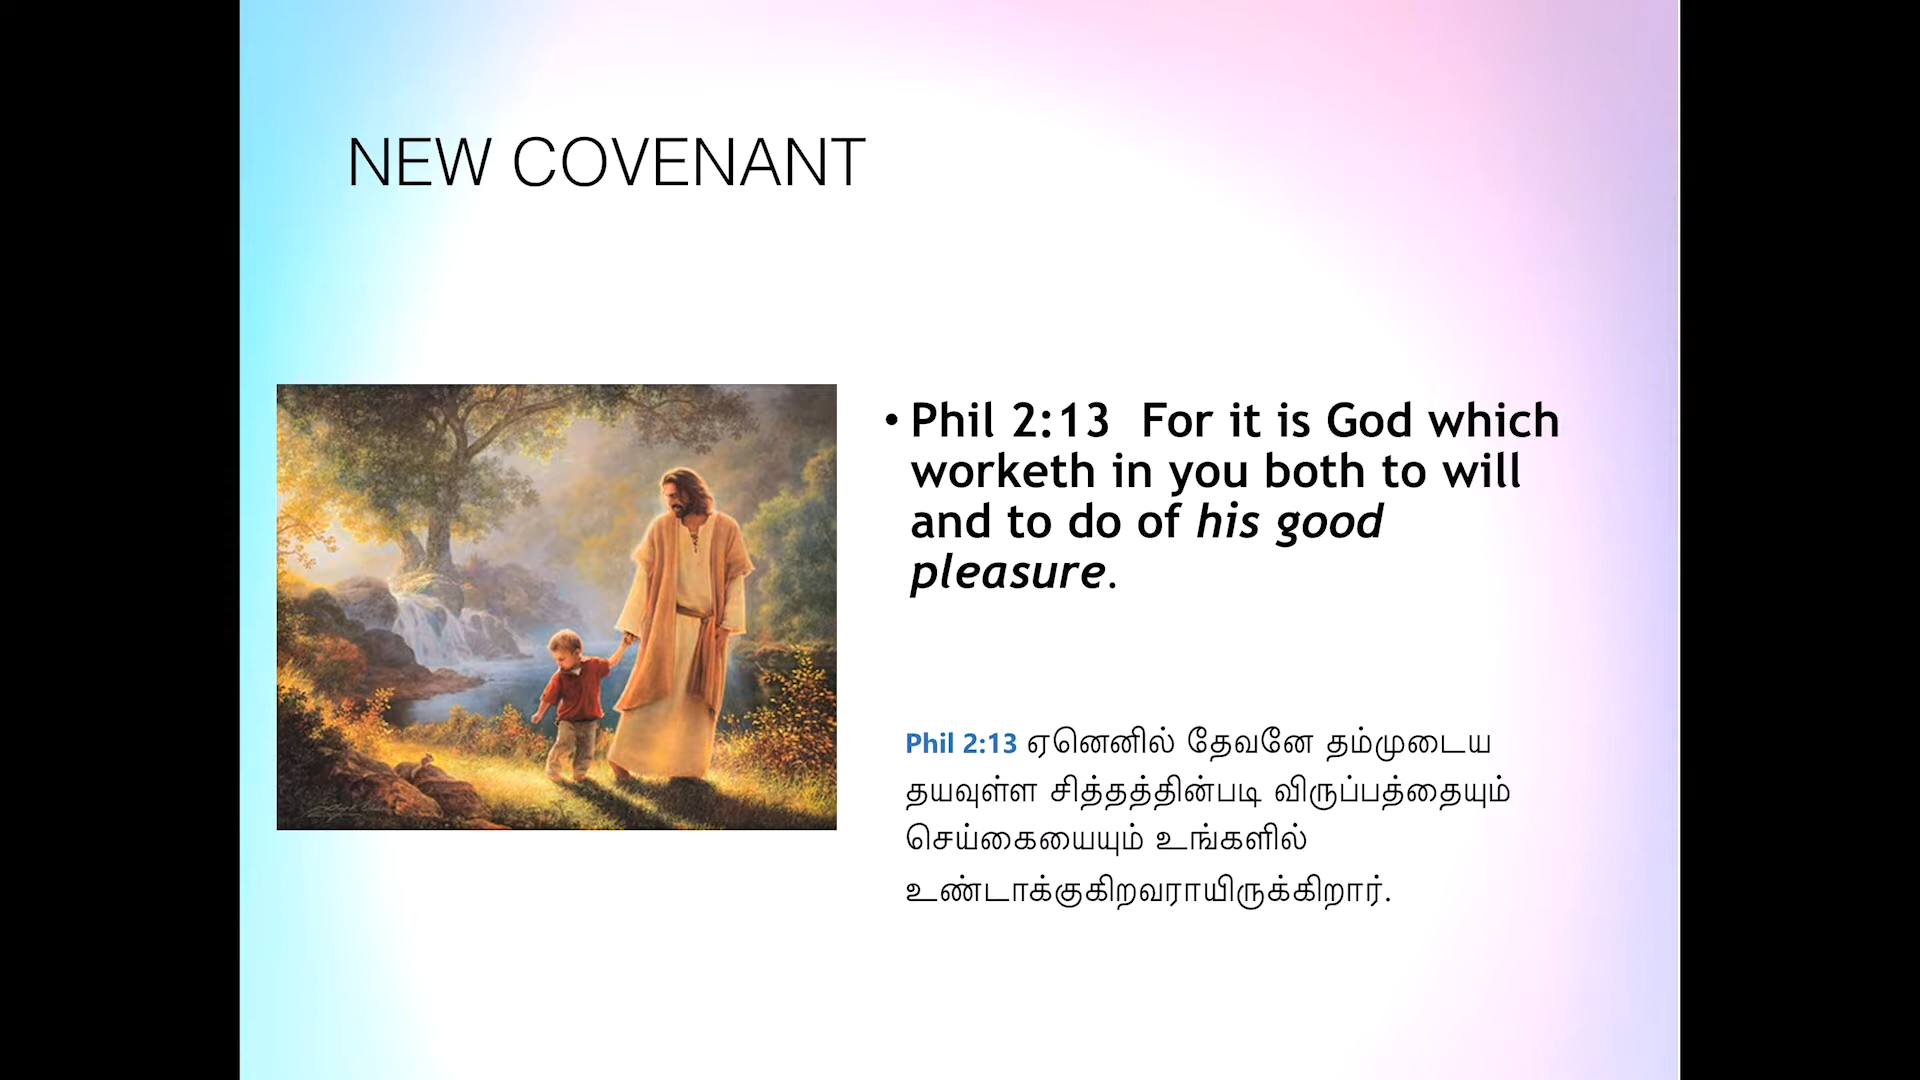 NEW COVENANT
• Phil 2:13 For it is God which
worketh in you both to will
and to do of his good
pleasure.
Phil 2:13 ஏனெனில் தேவனே தம்முடைய
தயவுள்ள சித்தத்தின்படி விருப்பத்தையும்
செய்கையையும் உங்களில்
உண்டாக்குகிறவராயிருக்கிறார்.